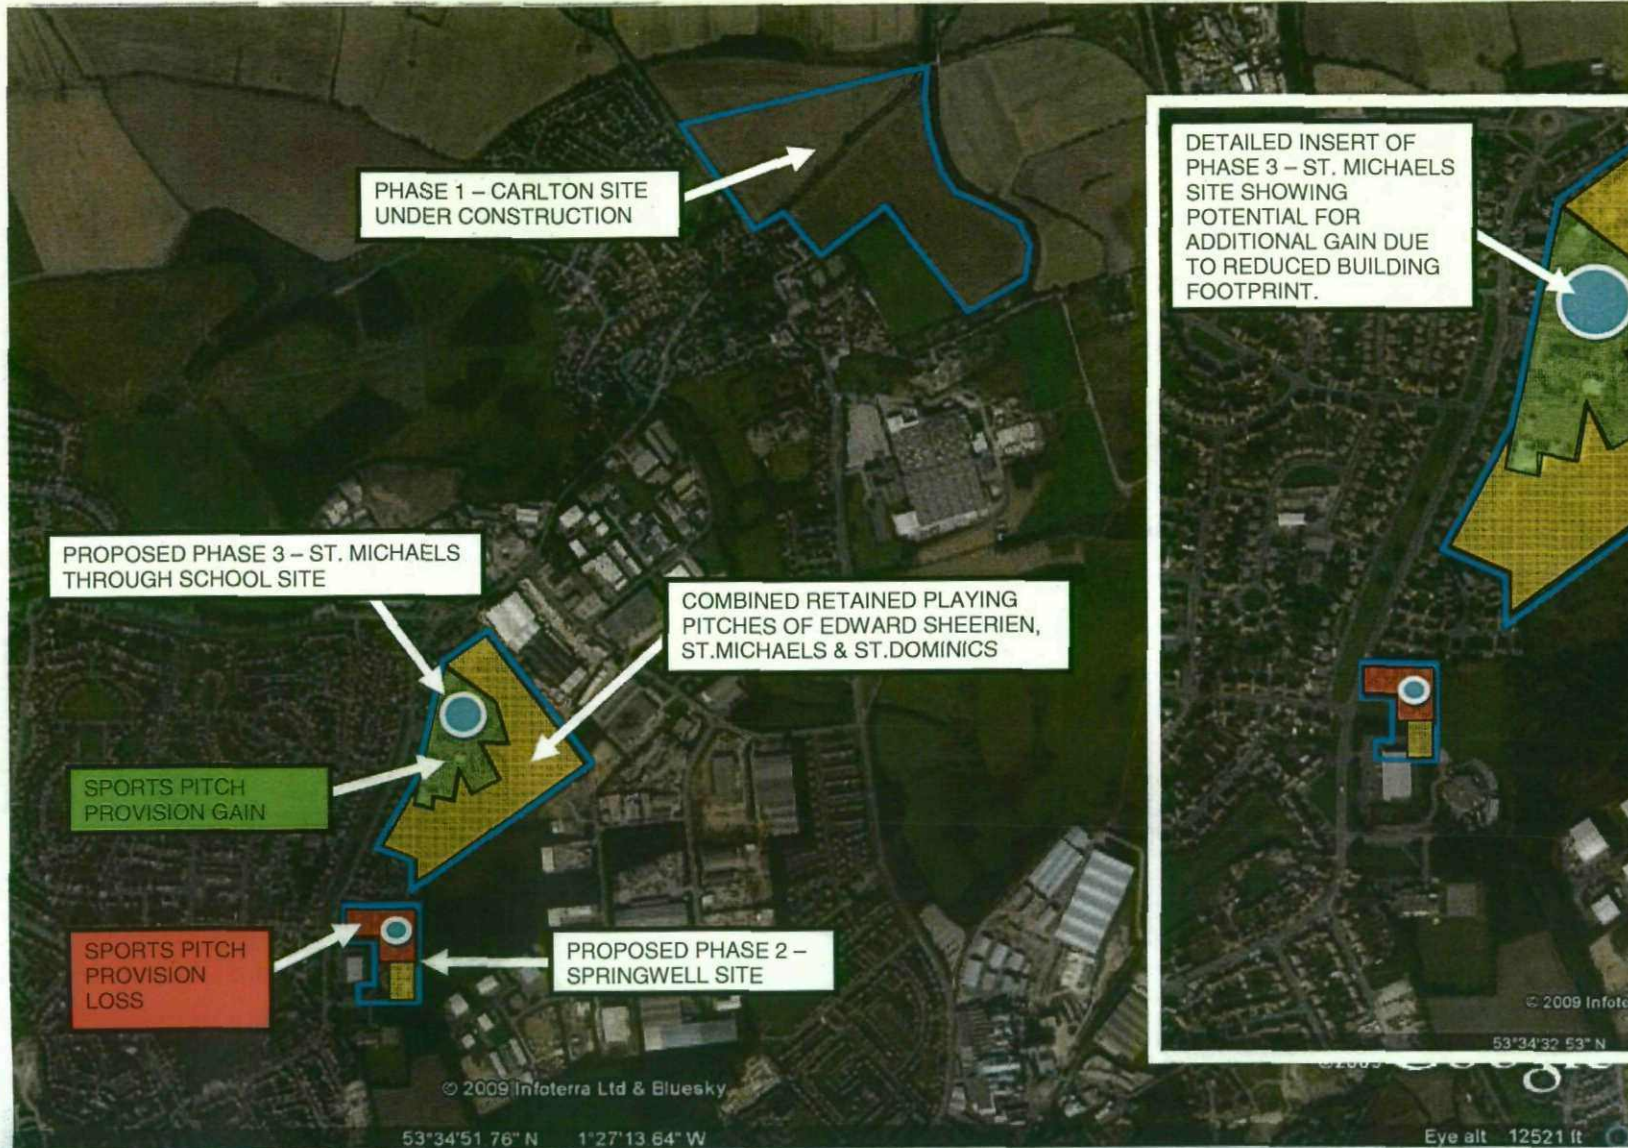 PHASE 1 – CARLTON SITE
UNDER CONSTRUCTION
DETAILED INSERT OF
PHASE 3 – ST. MICHAELS
SITE SHOWING
POTENTIAL FOR
ADDITIONAL GAIN DUE
TO REDUCED BUILDING
FOOTPRINT.
PROPOSED PHASE 3 – ST. MICHAELS
THROUGH SCHOOL SITE
COMBINED RETAINED PLAYING
PITCHES OF EDWARD SHEERIEN,
ST.MICHAELS & ST.DOMINICS
SPORTS PITCH
PROVISION GAIN
SPORTS PITCH
PROVISION
LOSS
PROPOSED PHASE 2 –
SPRINGWELL SITE
© 2009 Infote
53°34'32.53" N
© 2009 Infoterra Ltd & Bluesky
53°34'51.76" N 1°27'13.64" W
Eye alt 12521 ft